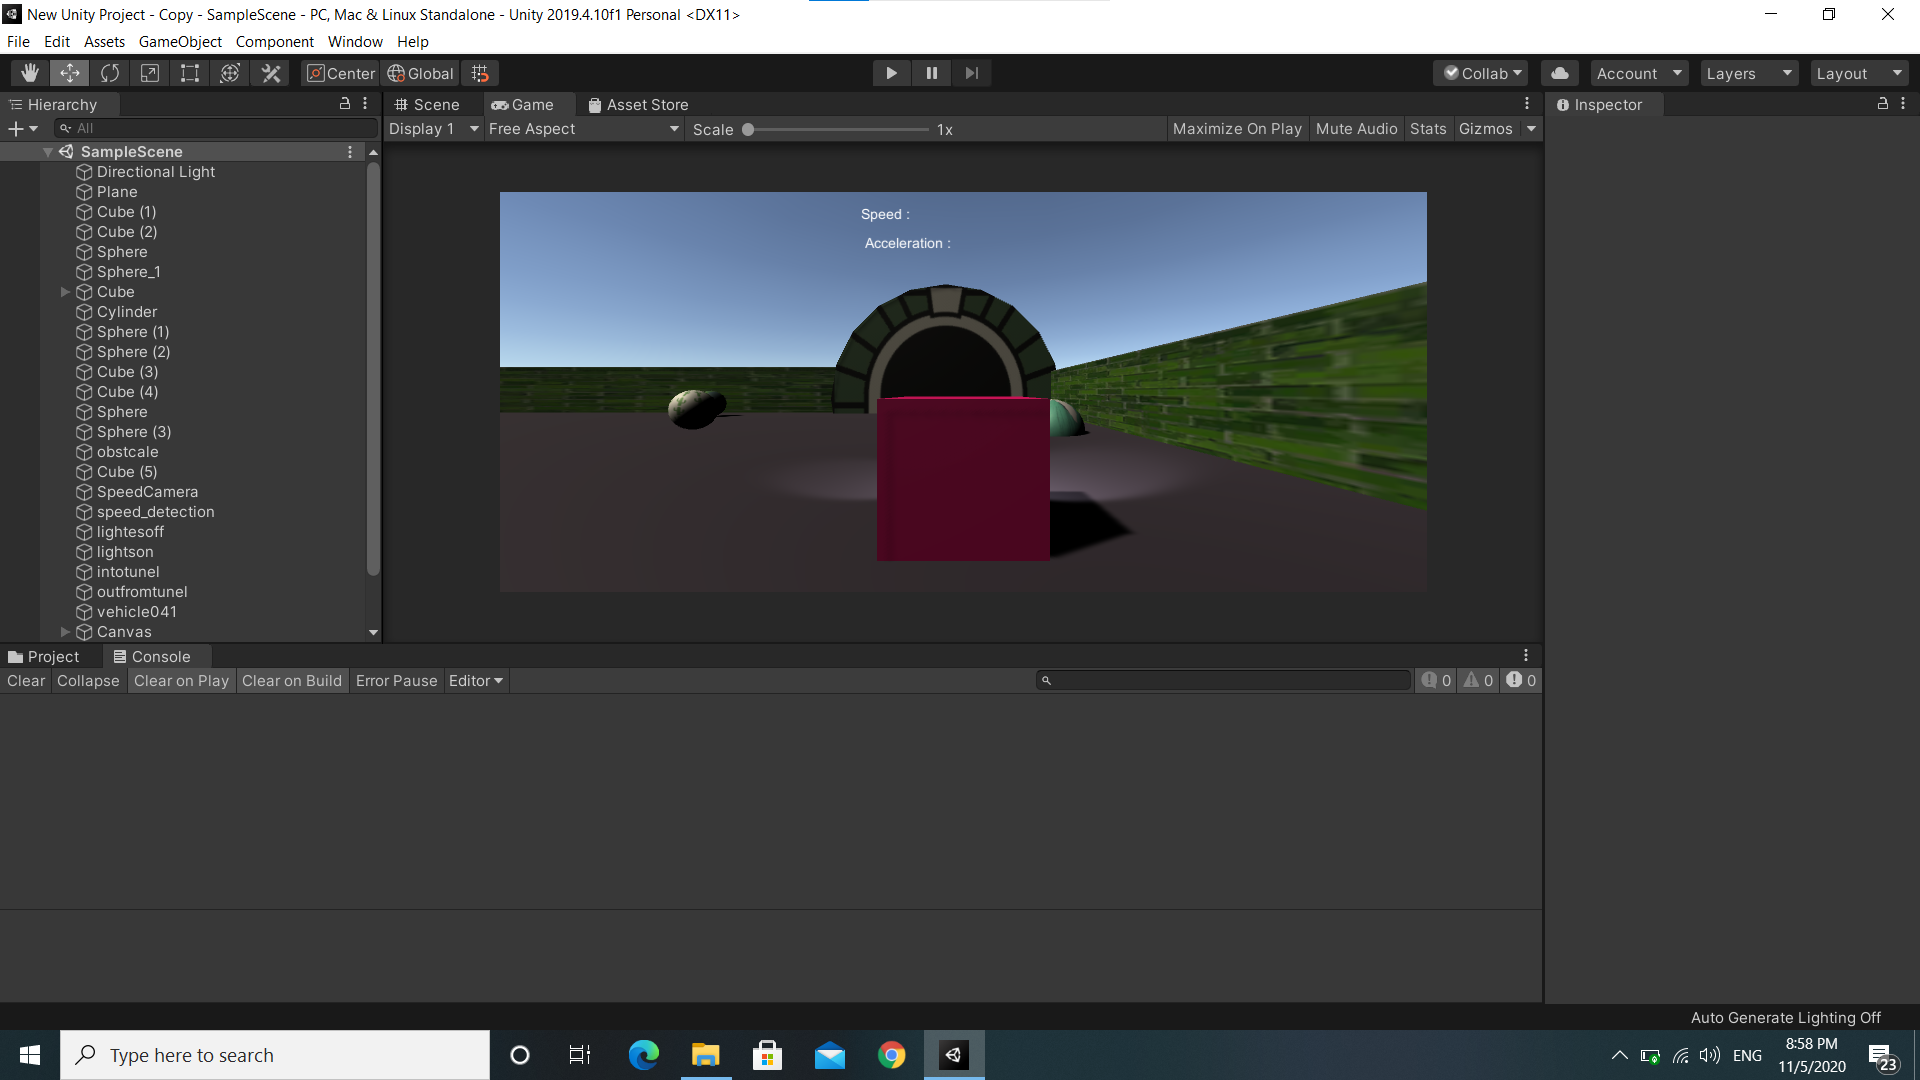 New Unity Project - Copy - SampleScene - PC, Mac & Linux Standalone - Unity 2019.4.10f1 Personal <DX11>
File Edit Assets GameObject Component Window Help
Center Global Collab Account Layers Layout
Hierarchy
Scene Game Asset Store
Inspector
All
Display 1 Free Aspect Scale 1x Maximize On Play Mute Audio Stats Gizmos
SampleScene
Directional Light
Plane
Cube (1)
Cube (2)
Sphere
Sphere_1
Cube
Cylinder
Sphere (1)
Sphere (2)
Cube (3)
Cube (4)
Sphere
Sphere (3)
obstcale
Cube (5)
SpeedCamera
speed_detection
lightesoff
lightson
intotunel
outfromtunel
vehicle041
Canvas
Speed :
Acceleration :
Project Console
Clear Collapse Clear on Play Clear on Build Error Pause Editor 0 0 0
Auto Generate Lighting Off
Type here to search
ENG
8:58 PM
11/5/2020
23